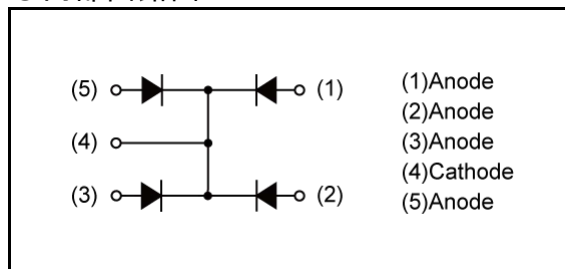 (5)
(1)
(4)
(3)
(2)
(1)Anode
(2)Anode
(3)Anode
(4)Cathode
(5)Anode